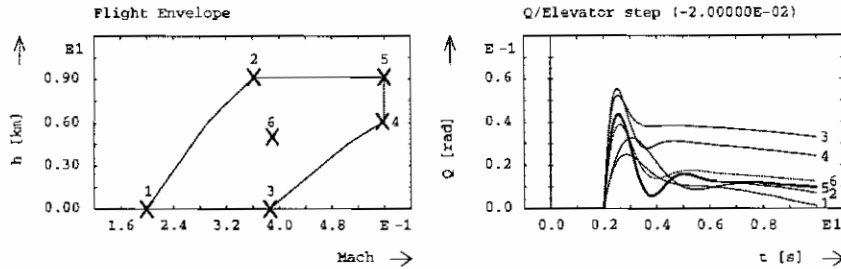 Flight Envelope
E1
0.90
0.60
0.30
0.00
h [km]
1 2 3 4 5 6
1.6 2.4 3.2 4.0 4.8 E-1
Mach
Q/Elevator step (-2.00000E-02)
E-1
0.6
0.4
0.2
0.0
Q [rad]
3
4
6
5
2
1
0.0 0.2 0.4 0.6 0.8 E1
t [s]